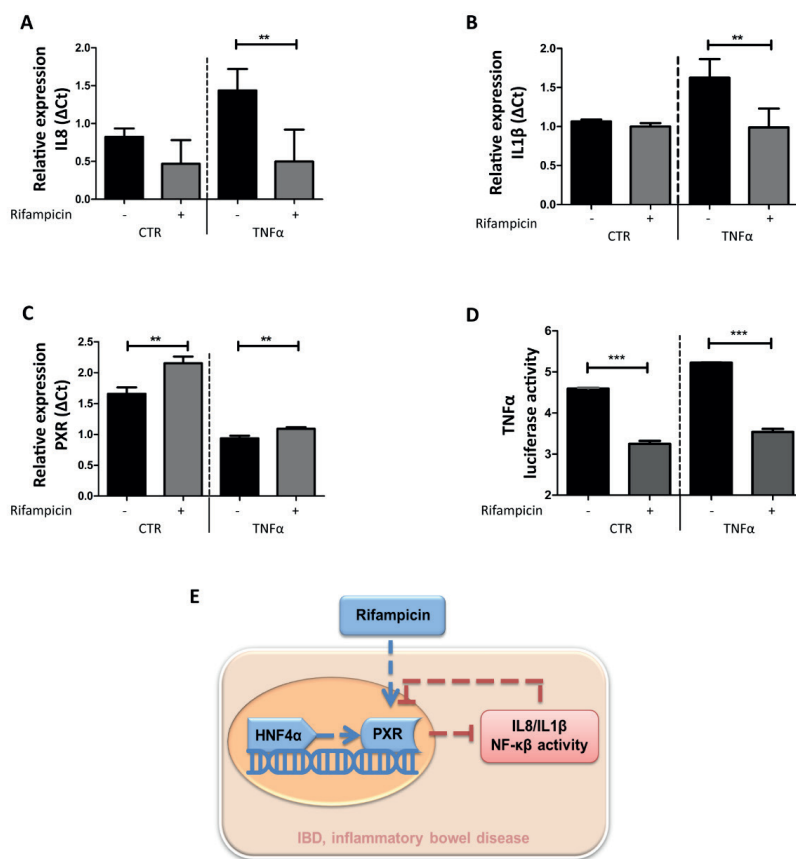 A
Relative expression
IL8 (ΔCt)
2.0
1.5
1.0
0.5
0.0
**
Rifampicin
- + - +
CTR TNFα
B
Relative expression
IL1β (ΔCt)
2.0
1.5
1.0
0.5
0.0
**
Rifampicin
- + - +
CTR TNFα
C
Relative expression
PXR (ΔCt)
2.5
2.0
1.5
1.0
0.5
0.0
** **
Rifampicin
- + - +
CTR TNFα
D
TNFα
luciferase activity
6
5
4
3
2
*** ***
Rifampicin
- + - +
CTR TNFα
E
Rifampicin
HNF4α
PXR
IL8/IL1β
NF-κβ activity
IBD, inflammatory bowel disease